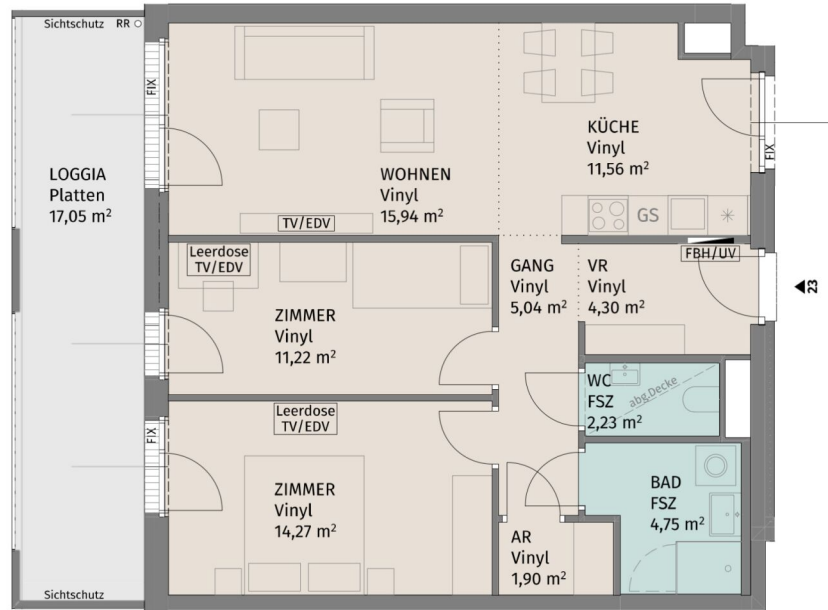 Sichtschutz RR
FIX
LOGGIA
Platten
17,05 m²
WOHNEN
Vinyl
15,94 m²
TV/EDV
KÜCHE
Vinyl
11,56 m²
FIX
GS
Leerdose
TV/EDV
ZIMMER
Vinyl
11,22 m²
GANG
Vinyl
5,04 m²
VR
Vinyl
4,30 m²
FBH/UV
23
WC
FSZ
2,23 m²
abg.Decke
FIX
Leerdose
TV/EDV
ZIMMER
Vinyl
14,27 m²
AR
Vinyl
1,90 m²
BAD
FSZ
4,75 m²
Sichtschutz